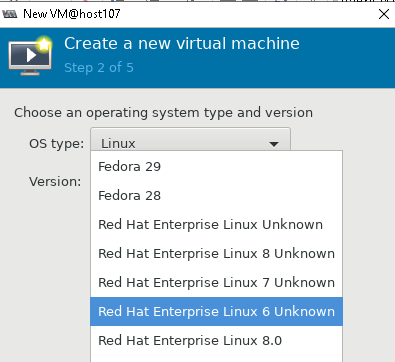 New VM@host107
Create a new virtual machine
Step 2 of 5
Choose an operating system type and version
OS type: Linux
Version:
Fedora 29
Fedora 28
Red Hat Enterprise Linux Unknown
Red Hat Enterprise Linux 8 Unknown
Red Hat Enterprise Linux 7 Unknown
Red Hat Enterprise Linux 6 Unknown
Red Hat Enterprise Linux 8.0